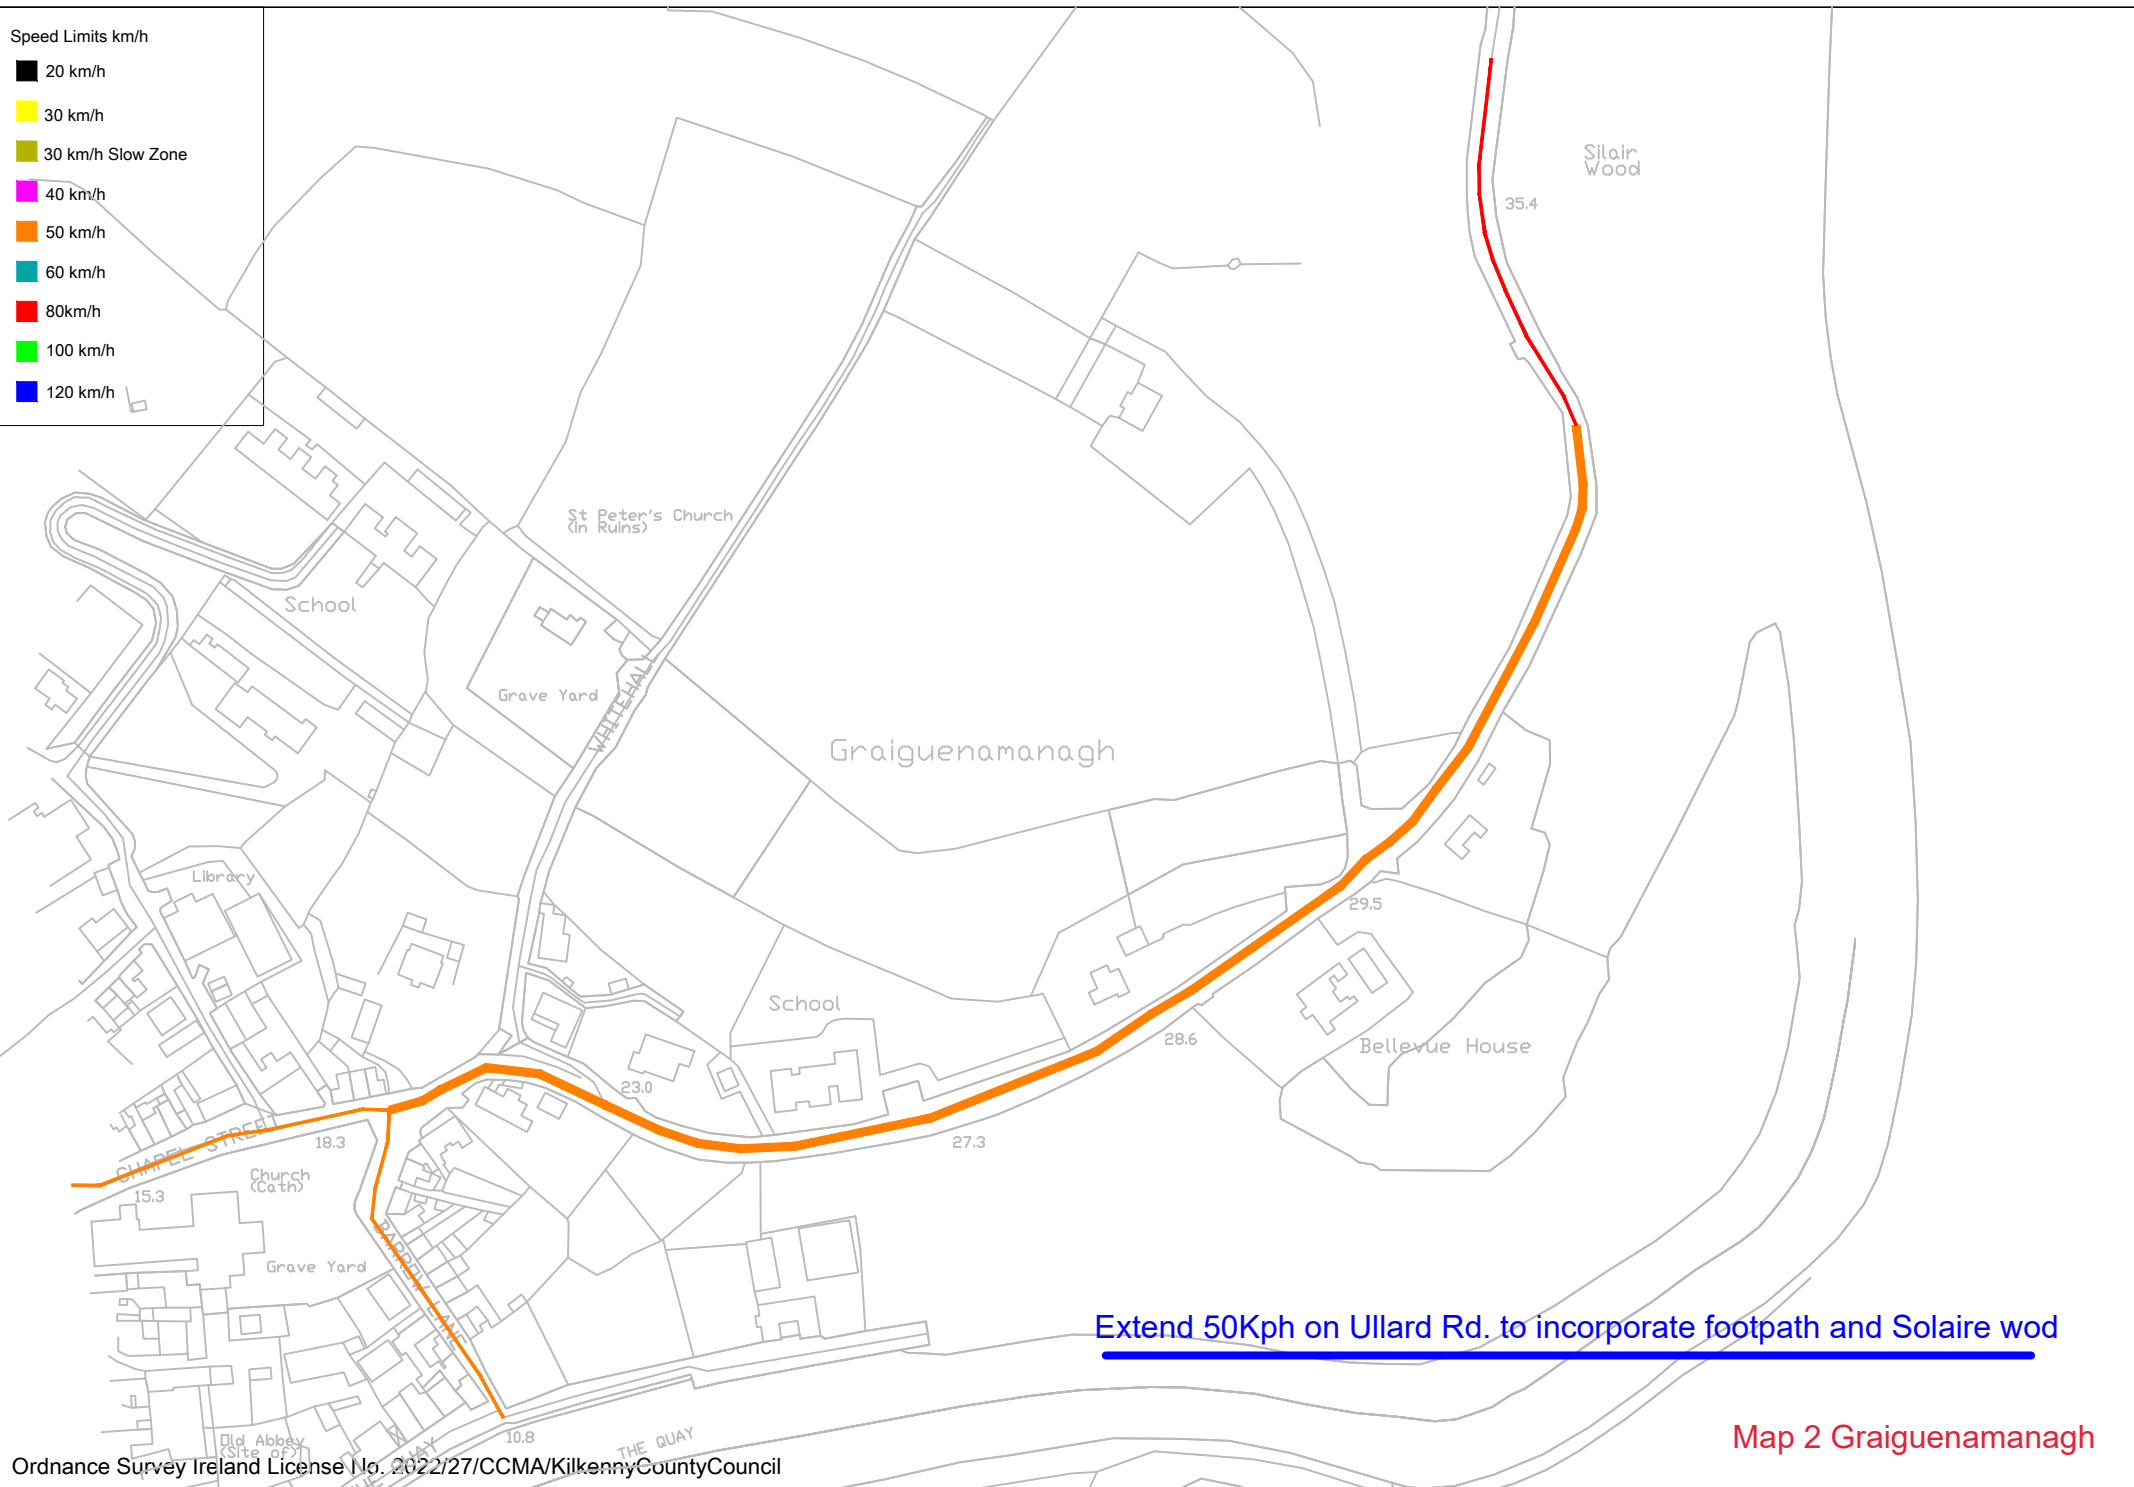 Speed Limits km/h
20 km/h
30 km/h
30 km/h Slow Zone
40 km/h
50 km/h
60 km/h
80km/h
100 km/h
120 km/h
Silair
Wood
35.4
St Peter's Church
(in Ruins)
School
Grave Yard
WHITEHALL
Graiguenamanagh
Library
29.5
School
28.6
Bellevue House
23.0
27.3
CHAPEL STREET
18.3
15.3
Church
(Cath)
BARROW LANE
Grave Yard
Extend 50Kph on Ullard Rd. to incorporate footpath and Solaire wod
Map 2 Graiguenamanagh
Old Abbey
(Site of)
10.8
THE QUAY
QUAY
Ordnance Survey Ireland License No. 2022/27/CCMA/KilkennyCountyCouncil